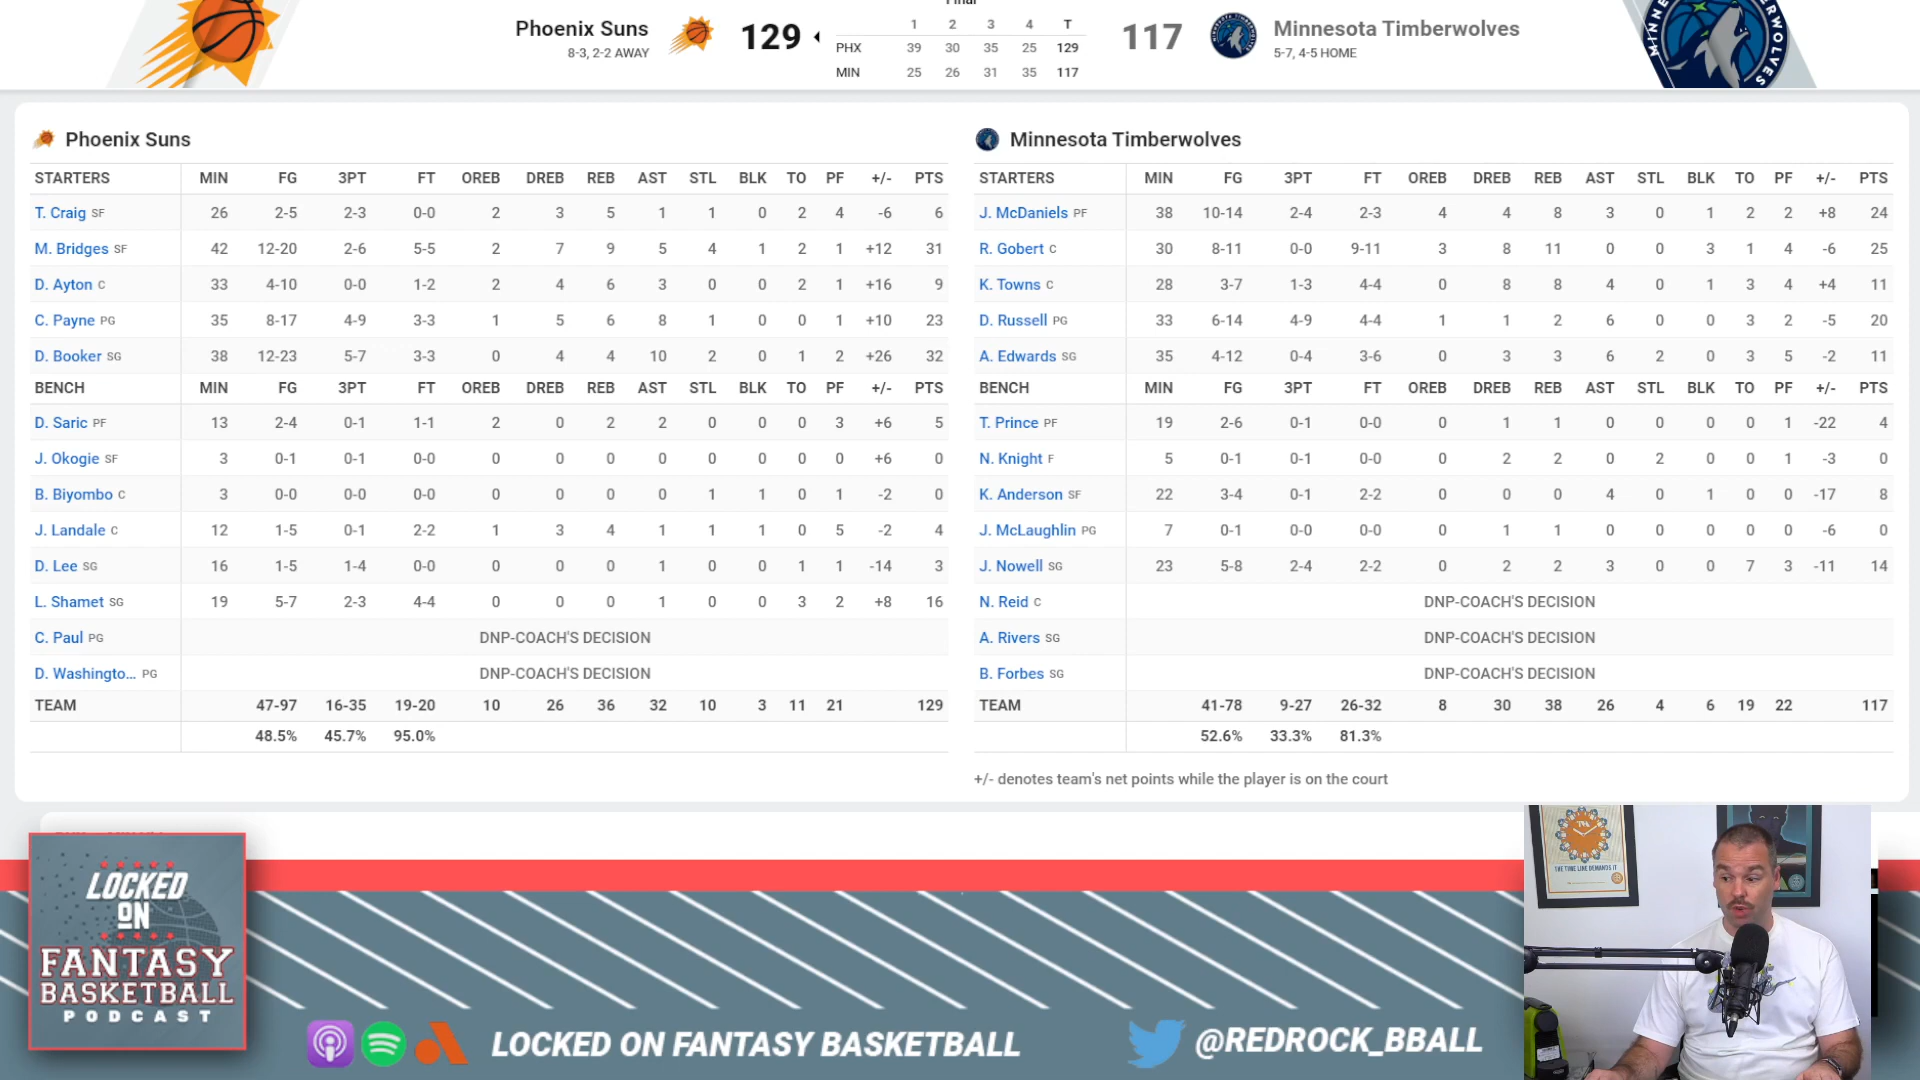 Final
Phoenix Suns
8-3, 2-2 AWAY
129
1 2 3 4 T
PHX 39 30 35 25 129
MIN 25 26 31 35 117
117
Minnesota Timberwolves
5-7, 4-5 HOME
Phoenix Suns
STARTERS MIN FG 3PT FT OREB DREB REB AST STL BLK TO PF +/- PTS
T. Craig SF 26 2-5 2-3 0-0 2 3 5 1 1 0 2 4 -6 6
M. Bridges SF 42 12-20 2-6 5-5 2 7 9 5 4 1 2 1 +12 31
D. Ayton C 33 4-10 0-0 1-2 2 4 6 3 0 0 2 1 +16 9
C. Payne PG 35 8-17 4-9 3-3 1 5 6 8 1 0 0 1 +10 23
D. Booker SG 38 12-23 5-7 3-3 0 4 4 10 2 0 1 2 +26 32
BENCH MIN FG 3PT FT OREB DREB REB AST STL BLK TO PF +/- PTS
D. Saric PF 13 2-4 0-1 1-1 2 0 2 2 0 0 0 3 +6 5
J. Okogie SF 3 0-1 0-1 0-0 0 0 0 0 0 0 0 0 +6 0
B. Biyombo C 3 0-0 0-0 0-0 0 0 0 0 1 1 0 1 -2 0
J. Landale C 12 1-5 0-1 2-2 1 3 4 1 1 1 0 5 -2 4
D. Lee SG 16 1-5 1-4 0-0 0 0 0 1 0 0 1 1 -14 3
L. Shamet SG 19 5-7 2-3 4-4 0 0 0 1 0 0 3 2 +8 16
C. Paul PG DNP-COACH'S DECISION
D. Washingto... PG DNP-COACH'S DECISION
TEAM 47-97 16-35 19-20 10 26 36 32 10 3 11 21 129
48.5% 45.7% 95.0%
Minnesota Timberwolves
STARTERS MIN FG 3PT FT OREB DREB REB AST STL BLK TO PF +/- PTS
J. McDaniels PF 38 10-14 2-4 2-3 4 4 8 3 0 1 2 2 +8 24
R. Gobert C 30 8-11 0-0 9-11 3 8 11 0 0 3 1 4 -6 25
K. Towns C 28 3-7 1-3 4-4 0 8 8 4 0 1 3 4 +4 11
D. Russell PG 33 6-14 4-9 4-4 1 1 2 6 0 0 3 2 -5 20
A. Edwards SG 35 4-12 0-4 3-6 0 3 3 6 2 0 3 5 -2 11
BENCH MIN FG 3PT FT OREB DREB REB AST STL BLK TO PF +/- PTS
T. Prince PF 19 2-6 0-1 0-0 0 1 1 0 0 0 0 1 -22 4
N. Knight F 5 0-1 0-1 0-0 0 2 2 0 2 0 0 1 -3 0
K. Anderson SF 22 3-4 0-1 2-2 0 0 0 4 0 1 0 0 -17 8
J. McLaughlin PG 7 0-1 0-0 0-0 0 1 1 0 0 0 0 0 -6 0
J. Nowell SG 23 5-8 2-4 2-2 0 2 2 3 0 0 7 3 -11 14
N. Reid C DNP-COACH'S DECISION
A. Rivers SG DNP-COACH'S DECISION
B. Forbes SG DNP-COACH'S DECISION
TEAM 41-78 9-27 26-32 8 30 38 26 4 6 19 22 117
52.6% 33.3% 81.3%
+/- denotes team's net points while the player is on the court
LOCKED
ON
FANTASY
BASKETBALL
PODCAST
LOCKED ON FANTASY BASKETBALL
@REDROCK_BBALL
THE TUNE LIKE DEMANDS IT